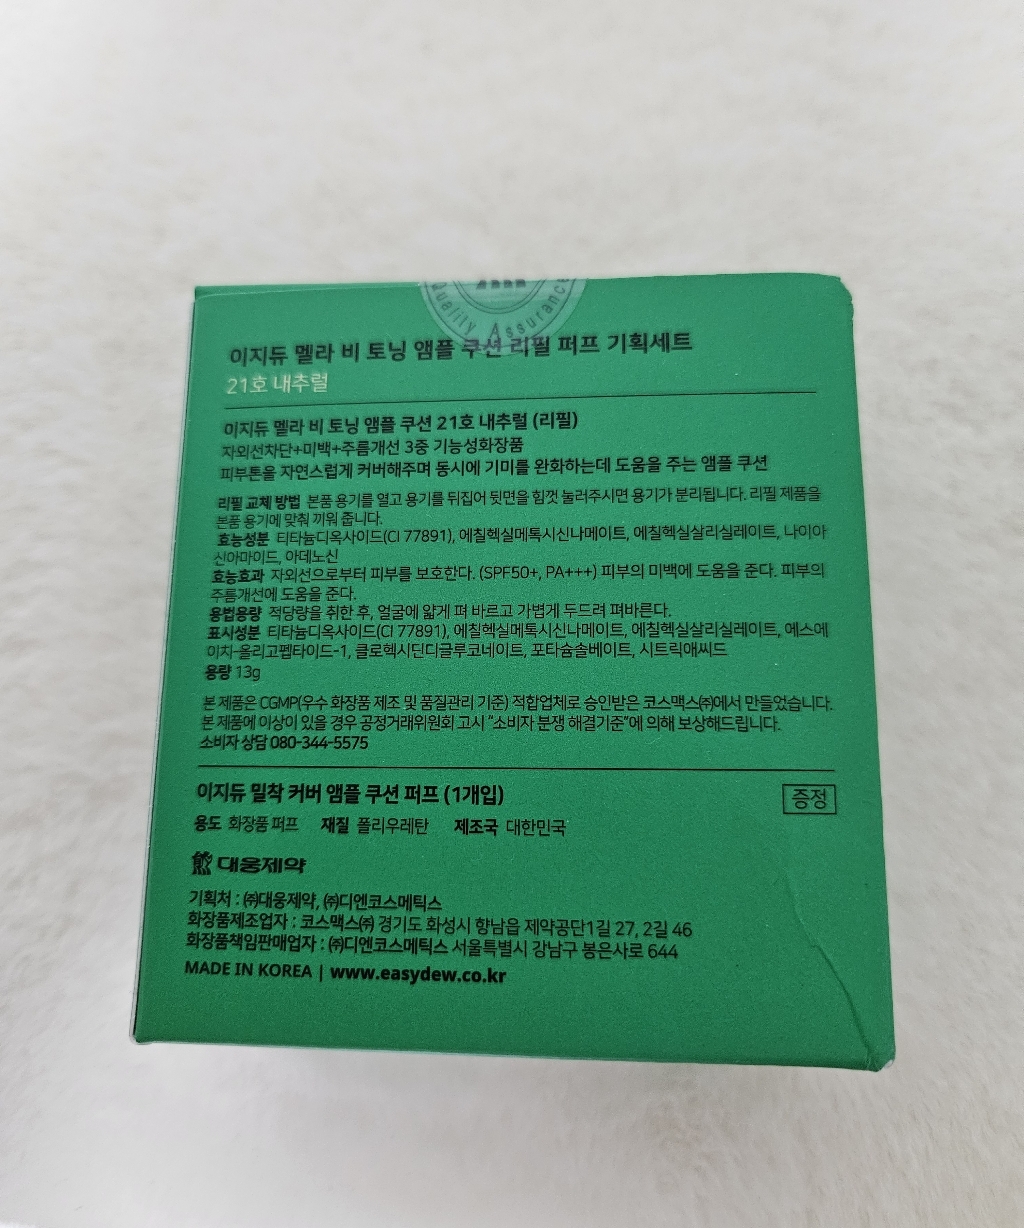 Quality Assurance
이지듀 멜라 비 토닝 앰플 쿠션 리필 퍼프 기획세트
21호 내추럴
이지듀 멜라 비 토닝 앰플 쿠션 21호 내추럴 (리필)
자외선차단+미백+주름개선 3중 기능성화장품
피부톤을 자연스럽게 커버해주며 동시에 기미를 완화하는데 도움을 주는 앰플 쿠션
리필 교체 방법 본품 용기를 열고 용기를 뒤집어 뒷면을 힘껏 눌러주시면 용기가 분리됩니다. 리필 제품을
본품 용기에 맞춰 끼워 줍니다.
효능성분 티타늄디옥사이드(CI 77891), 에칠헥실메톡시신나메이트, 에칠헥실살리실레이트, 나이아
신아마이드, 아데노신
효능효과 자외선으로부터 피부를 보호한다. (SPF50+, PA+++) 피부의 미백에 도움을 준다. 피부의
주름개선에 도움을 준다.
용법용량 적당량을 취한 후, 얼굴에 얇게 펴 바르고 가볍게 두드려 펴바른다.
표시성분 티타늄디옥사이드(CI 77891), 에칠헥실메톡시신나메이트, 에칠헥실살리실레이트, 에스에
이치-올리고펩타이드-1, 클로헥시딘디글루코네이트, 포타슘솔베이트, 시트릭애씨드
용량 13g
본 제품은 CGMP(우수 화장품 제조 및 품질관리 기준) 적합업체로 승인받은 코스맥스㈜에서 만들었습니다.
본 제품에 이상이 있을 경우 공정거래위원회 고시 "소비자 분쟁 해결기준"에 의해 보상해드립니다.
소비자 상담 080-344-5575
이지듀 밀착 커버 앰플 쿠션 퍼프 (1개입) 증정
용도 화장품 퍼프 재질 폴리우레탄 제조국 대한민국
대웅제약
기획처 : ㈜대웅제약, ㈜디엔코스메틱스
화장품제조업자 : 코스맥스㈜ 경기도 화성시 향남읍 제약공단1길 27, 2길 46
화장품책임판매업자 : ㈜디엔코스메틱스 서울특별시 강남구 봉은사로 644
MADE IN KOREA | www.easydew.co.kr